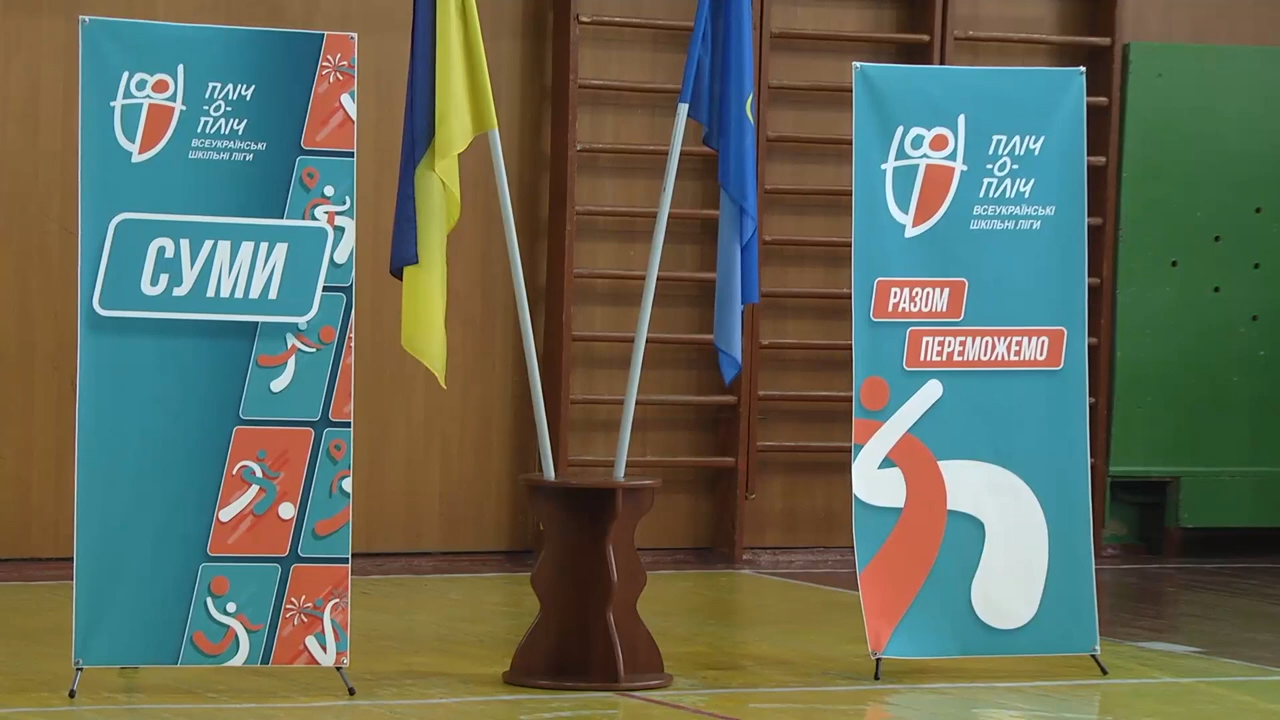 ПЛІЧ
-О-
ПЛІЧ
ВСЕУКРАЇНСЬКІ
ШКІЛЬНІ ЛІГИ
СУМИ
ПЛІЧ
-О-
ПЛІЧ
ВСЕУКРАЇНСЬКІ
ШКІЛЬНІ ЛІГИ
РАЗОМ
ПЕРЕМОЖЕМО